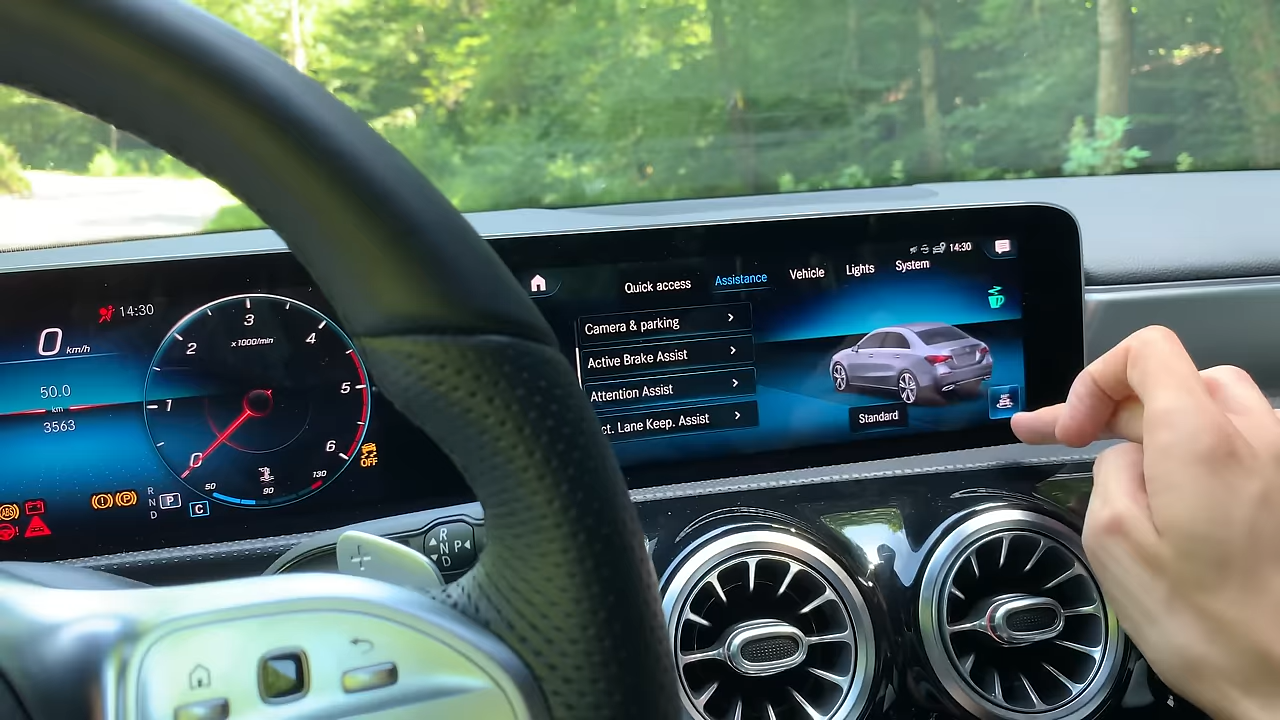 14:30
0 km/h
50.0
km
3563
1
2
3
4
5
6
0
x1000/min
50
90
130
OFF
ABS
R
N
D
P
C
R
N
D
P
14:30
Quick access Assistance Vehicle Lights System
Camera & parking
Active Brake Assist
Attention Assist
ct. Lane Keep. Assist
Standard